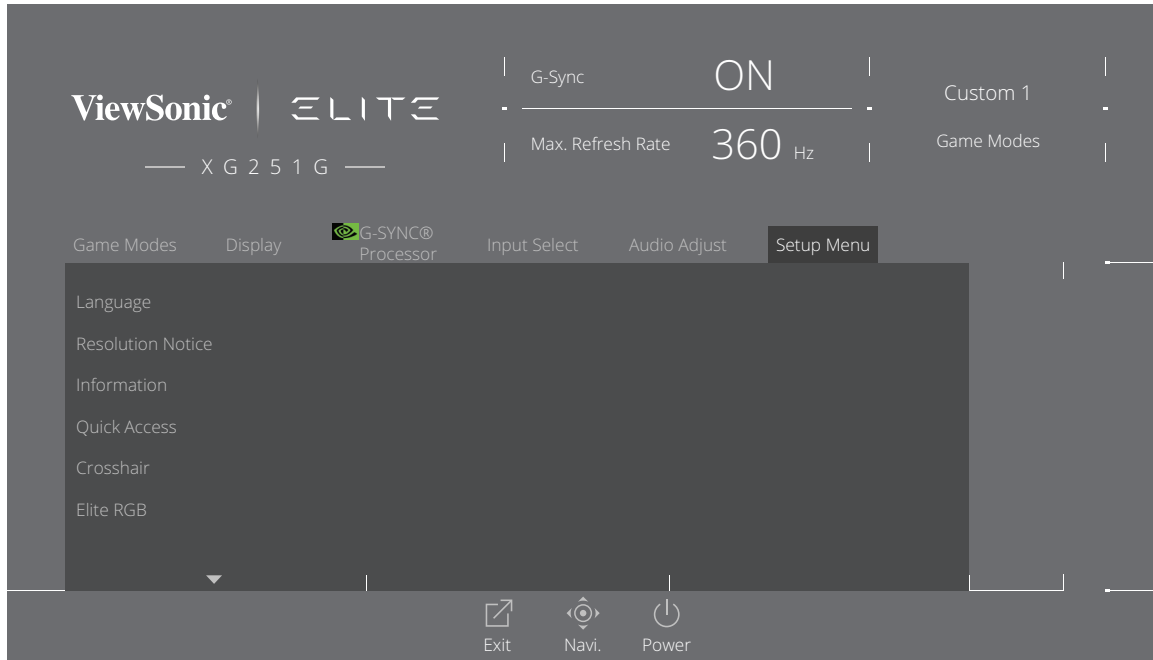 ViewSonic® ELITE
XG251G
G-Sync ON
Max. Refresh Rate 360 Hz
Custom 1
Game Modes
Game Modes Display G-SYNC® Processor Input Select Audio Adjust Setup Menu
Language
Resolution Notice
Information
Quick Access
Crosshair
Elite RGB
Exit Navi. Power